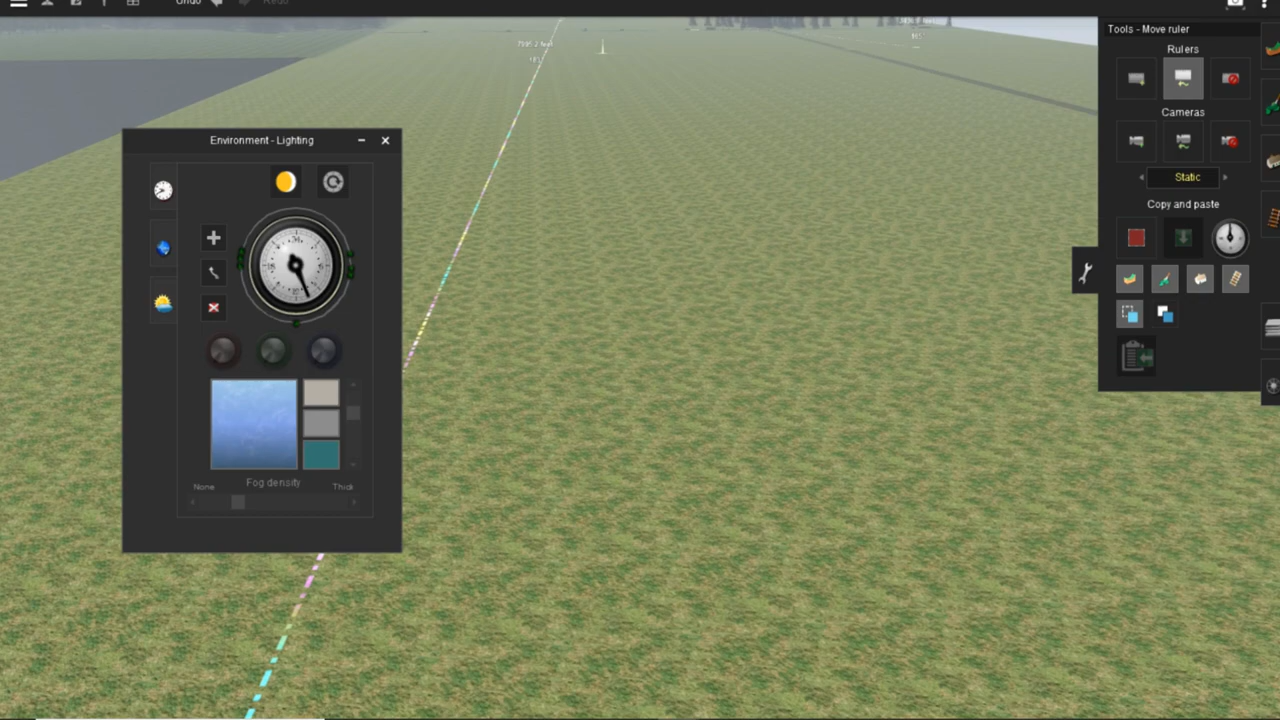 Undo
Redo
Tools - Move ruler
Rulers
Cameras
Static
Copy and paste
Environment - Lighting
Fog density
None
Thick